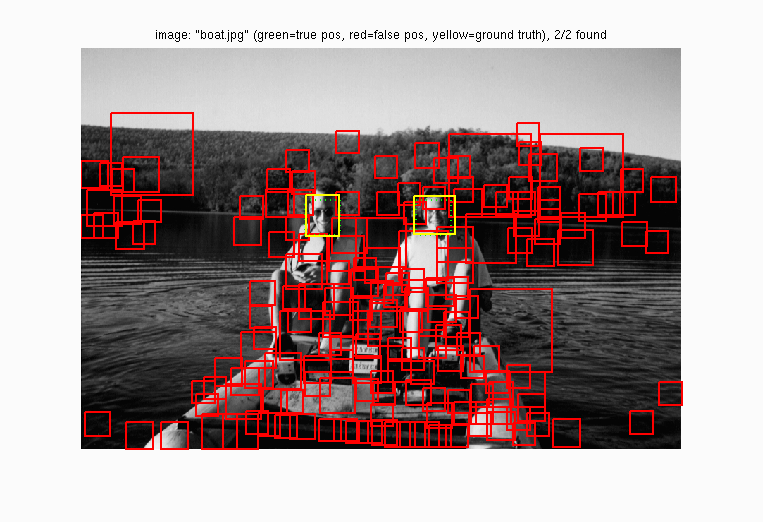 image: "boat.jpg" (green=true pos, red=false pos, yellow=ground truth), 2/2 found